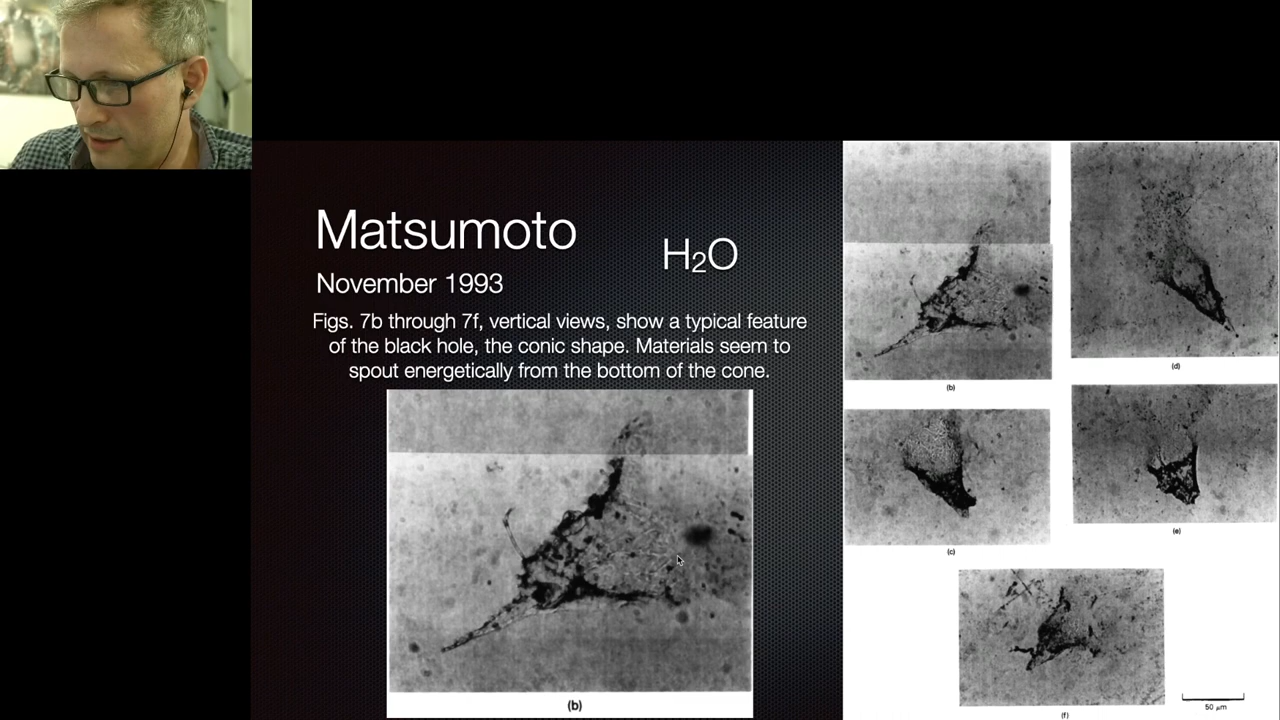 Matsumoto
H₂O
November 1993
Figs. 7b through 7f, vertical views, show a typical feature
of the black hole, the conic shape. Materials seem to
spout energetically from the bottom of the cone.
(b)
(b)
(d)
(c)
(e)
(f)
50 μm